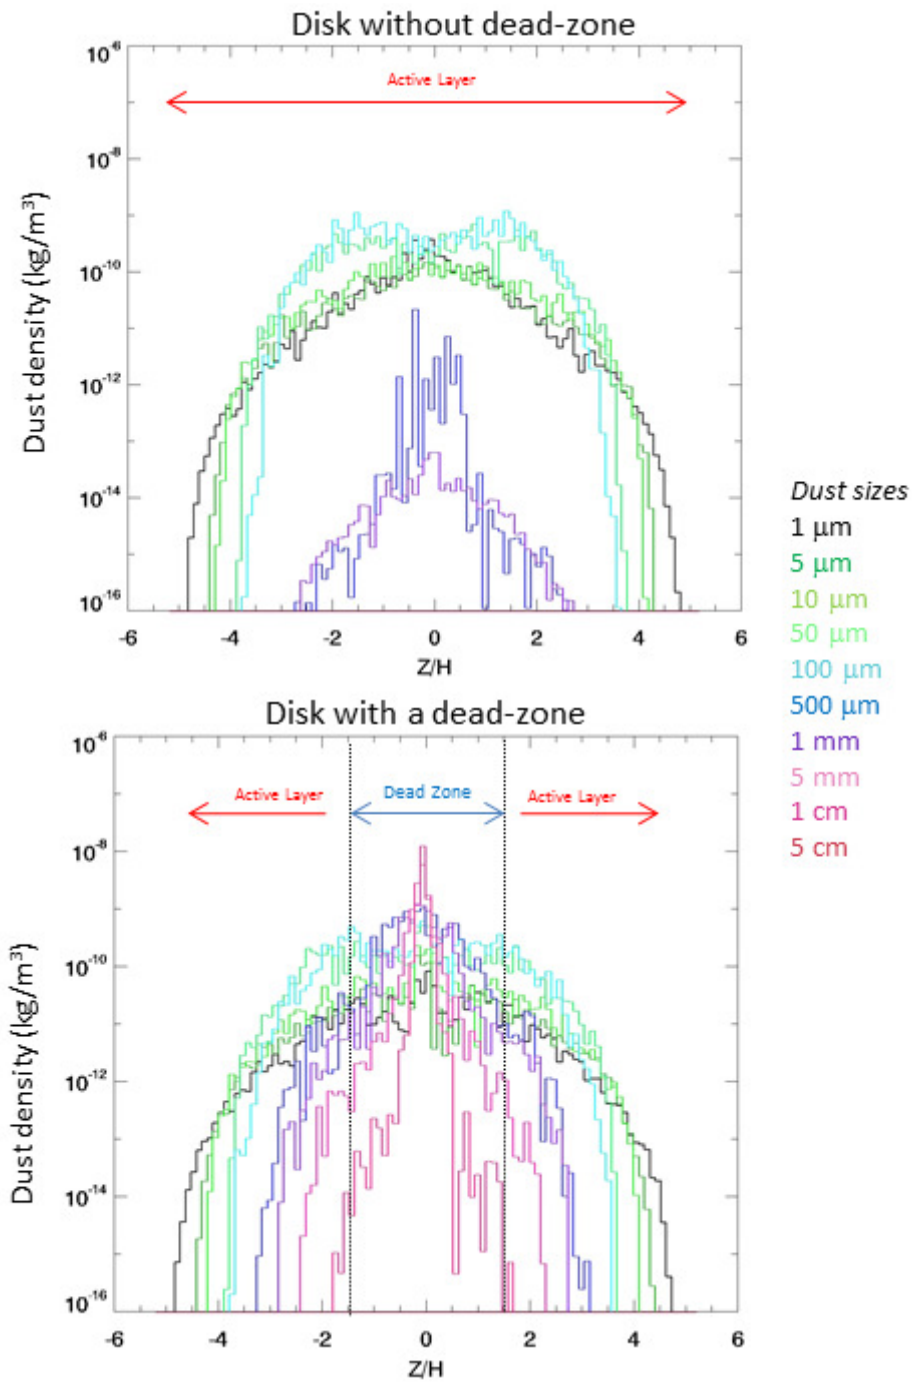 Disk without dead-zone
Active Layer
10⁻⁶
10⁻⁸
10⁻¹⁰
10⁻¹²
10⁻¹⁴
10⁻¹⁶
Dust density (kg/m³)
-6 -4 -2 0 2 4 6
Z/H
Dust sizes
1 μm
5 μm
10 μm
50 μm
100 μm
500 μm
1 mm
5 mm
1 cm
5 cm
Disk with a dead-zone
Active Layer Dead Zone Active Layer
10⁻⁶
10⁻⁸
10⁻¹⁰
10⁻¹²
10⁻¹⁴
10⁻¹⁶
Dust density (kg/m³)
-6 -4 -2 0 2 4 6
Z/H